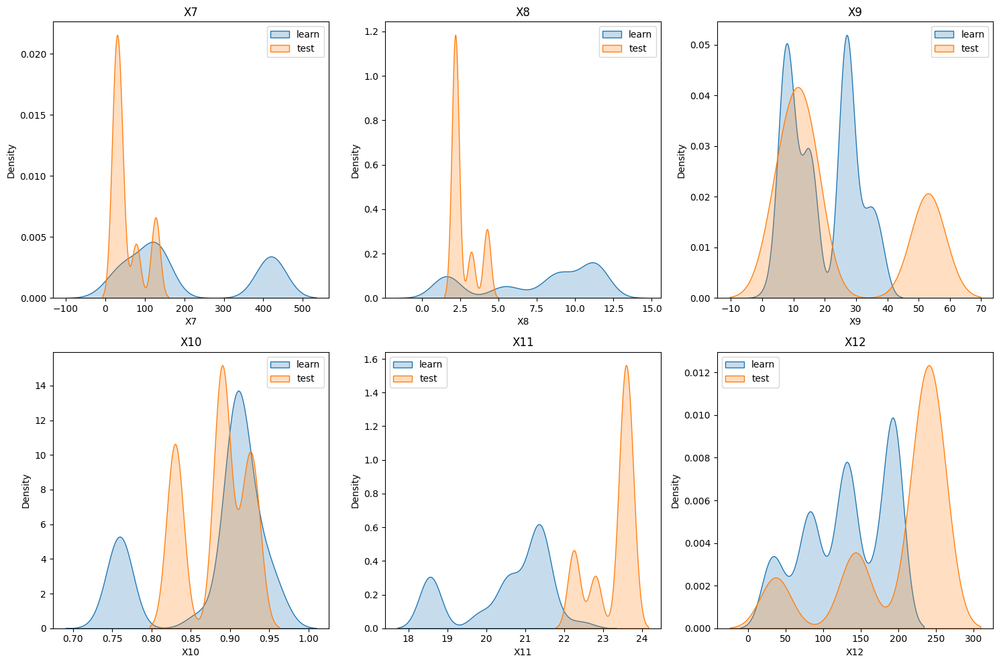 X7
learn
test
0.020
0.015
0.010
0.005
0.000
Density
−100
0
100
200
300
400
500
X7
X8
learn
test
1.2
1.0
0.8
0.6
0.4
0.2
0.0
Density
0.0
2.5
5.0
7.5
10.0
12.5
15.0
X8
X9
learn
test
0.05
0.04
0.03
0.02
0.01
0.00
Density
−10
0
10
20
30
40
50
60
70
X9
X10
learn
test
14
12
10
8
6
4
2
0
Density
0.70
0.75
0.80
0.85
0.90
0.95
1.00
X10
X11
learn
test
1.6
1.4
1.2
1.0
0.8
0.6
0.4
0.2
0.0
Density
18
19
20
21
22
23
24
X11
X12
learn
test
0.012
0.010
0.008
0.006
0.004
0.002
0.000
Density
0
50
100
150
200
250
300
X12